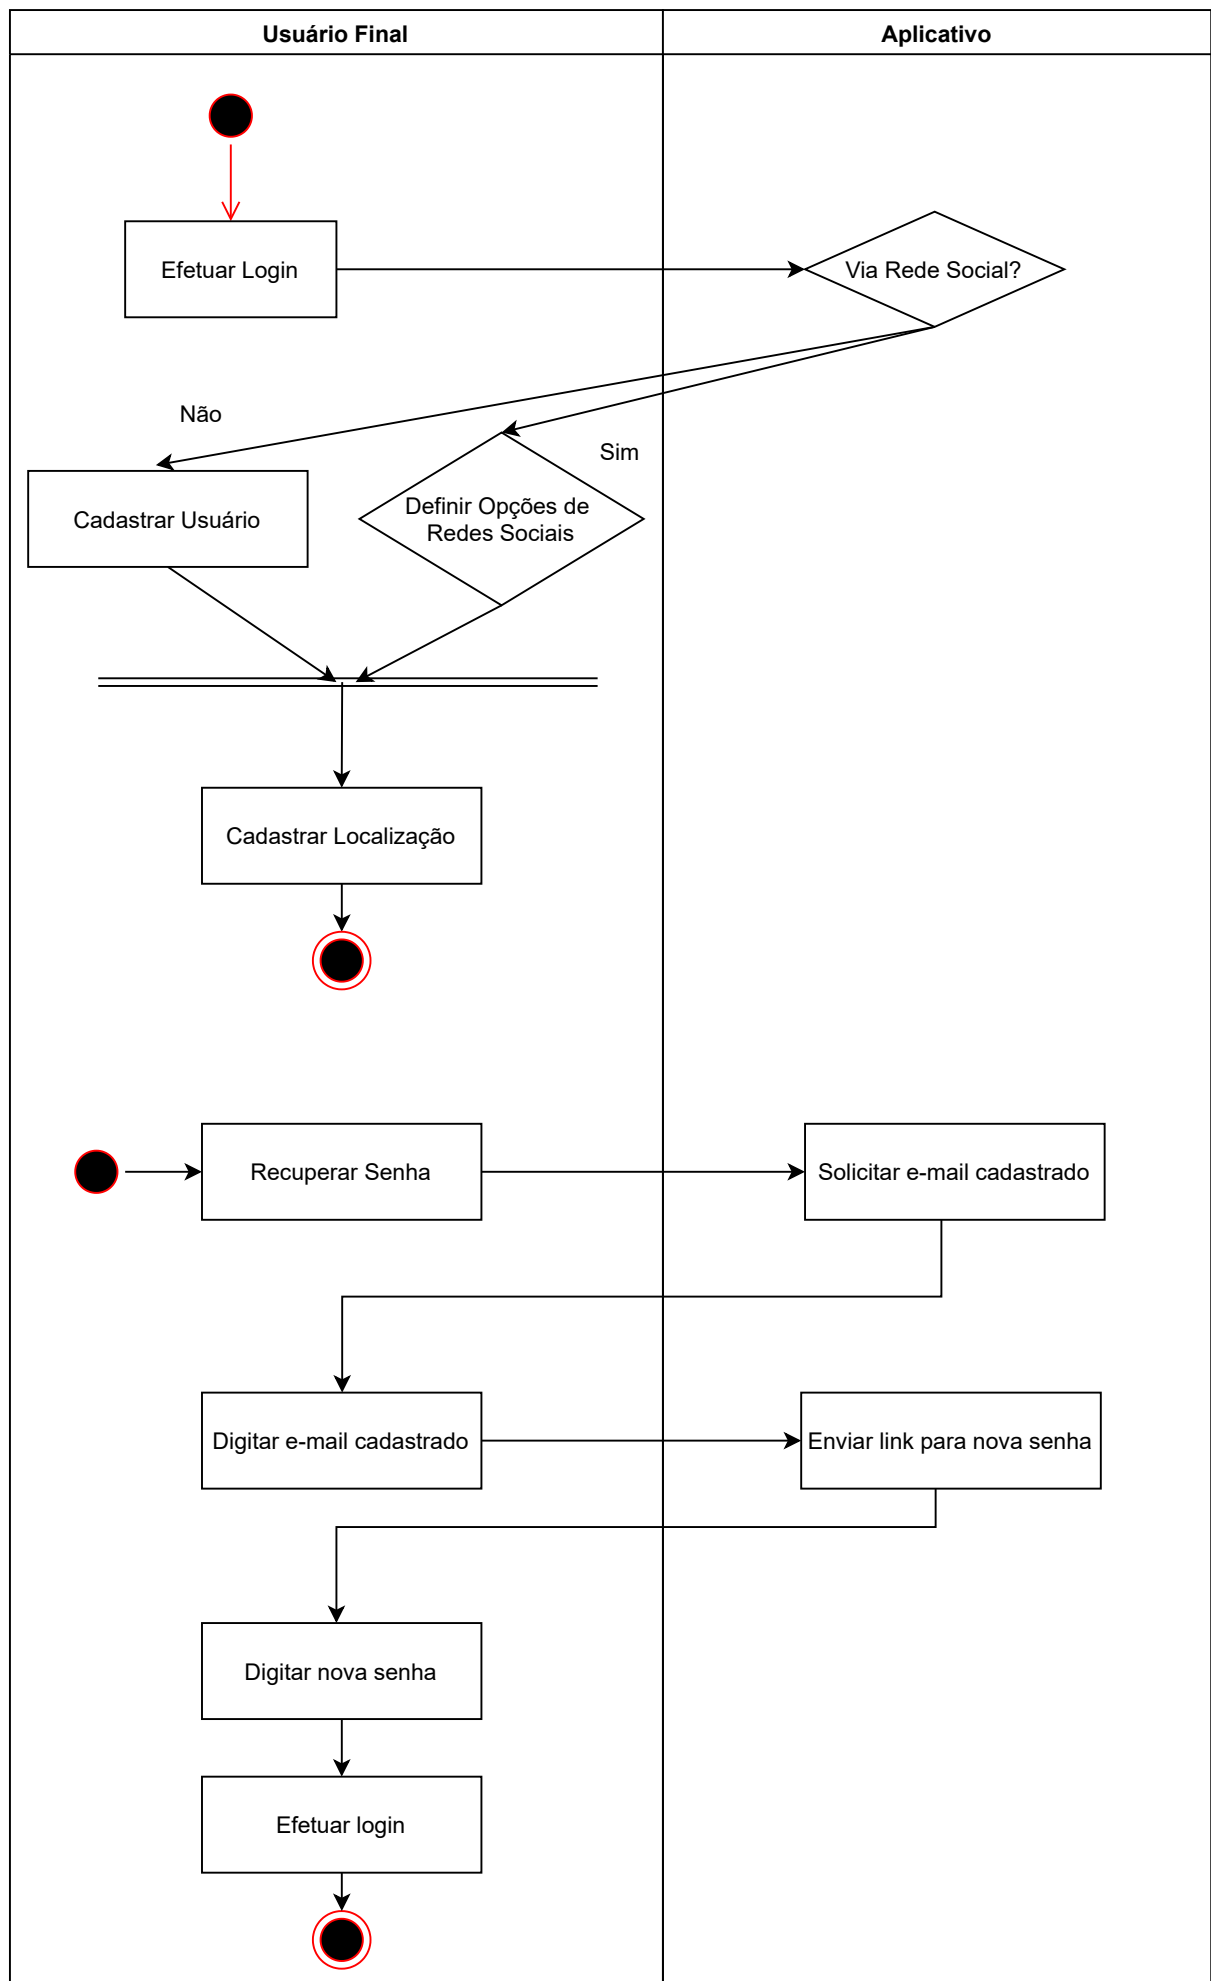 Usuário Final
Aplicativo
Efetuar Login
Via Rede Social?
Não
Sim
Cadastrar Usuário
Definir Opções de
Redes Sociais
Cadastrar Localização
Recuperar Senha
Solicitar e-mail cadastrado
Digitar e-mail cadastrado
Enviar link para nova senha
Digitar nova senha
Efetuar login